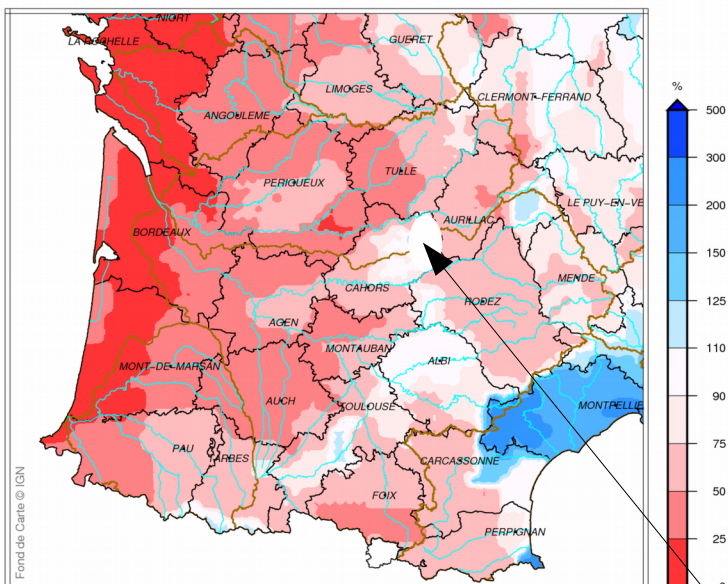 NIORT
LA ROCHELLE
GUERET
LIMOGES
CLERMONT-FERRAND
ANGOULEME
TULLE
PERIGUEUX
LE PUY-EN-VE
AURILLAC
BORDEAUX
MENDE
CAHORS
RODEZ
AGEN
MONTAUBAN
ALBI
MONT-DE-MARSAN
AUCH
TOULOUSE
MONTPELLIE
PAU
TARBES
CARCASSONNE
FOIX
PERPIGNAN
Fond de Carte © IGN
%
500
300
200
150
125
110
90
75
50
25